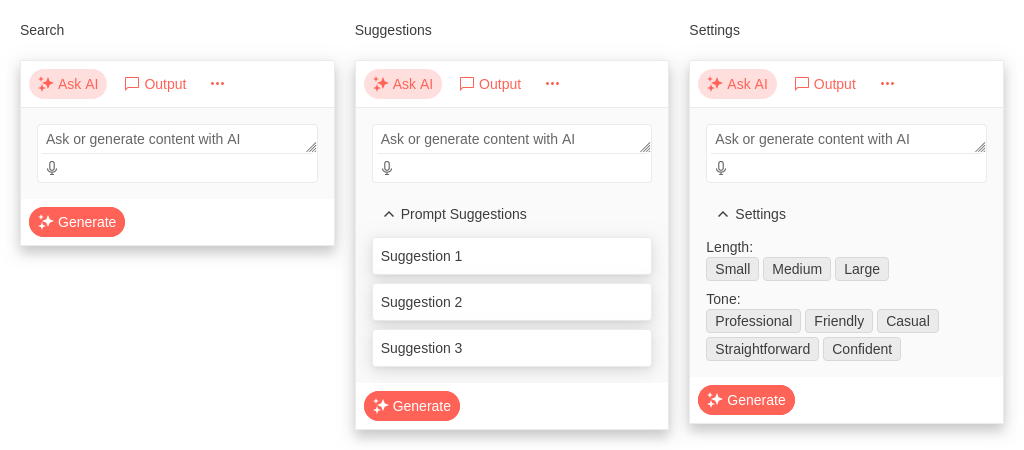 Search
Ask AI Output
Ask or generate content with AI
Generate
Suggestions
Ask AI Output
Ask or generate content with AI
Prompt Suggestions
Suggestion 1
Suggestion 2
Suggestion 3
Generate
Settings
Ask AI Output
Ask or generate content with AI
Settings
Length:
Small Medium Large
Tone:
Professional Friendly Casual
Straightforward Confident
Generate